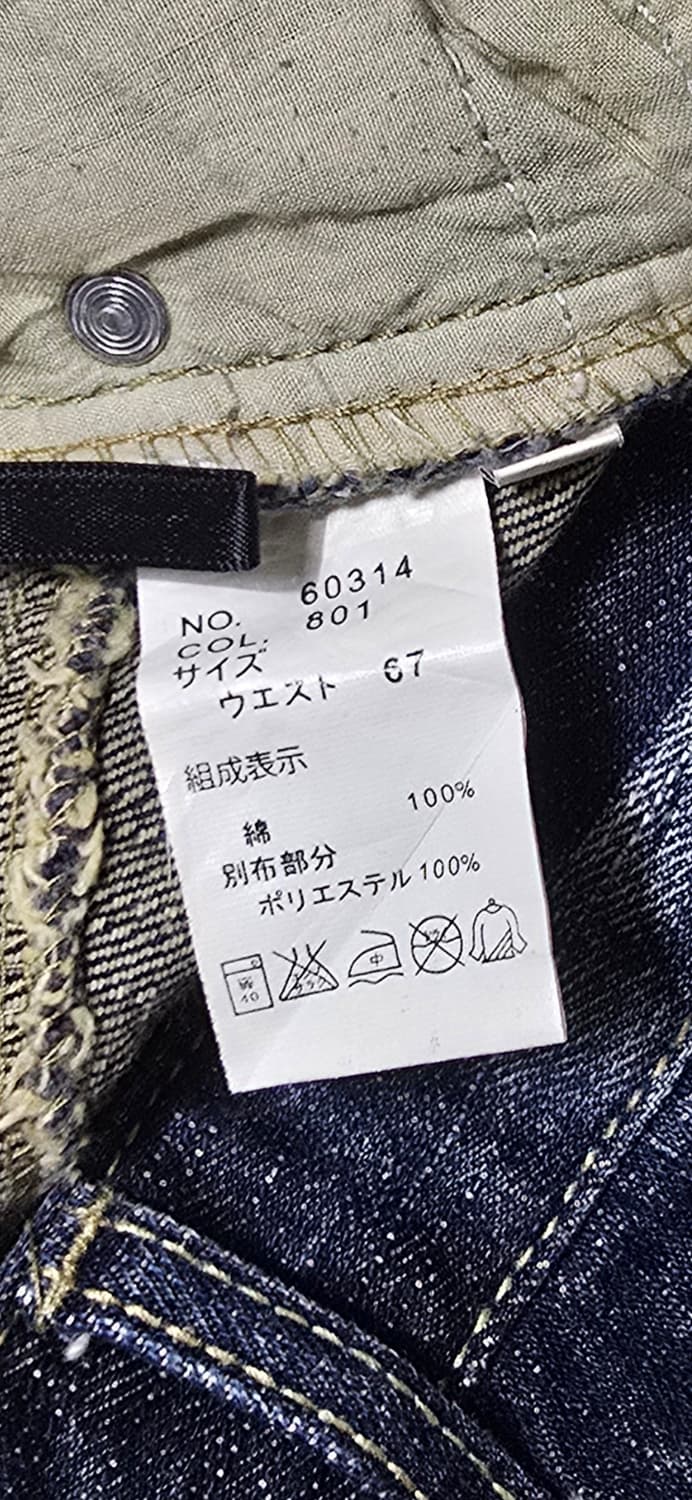 NO. 60314
COL: 801
サイズ
ウエスト 67
組成表示
綿 100%
別布部分
ポリエステル 100%
中